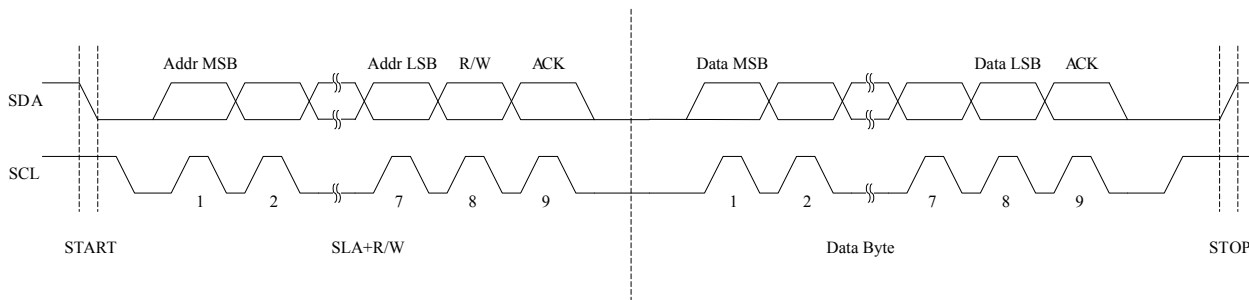 Addr MSB Addr LSB R/W ACK Data MSB Data LSB ACK
SDA
SCL
1 2 7 8 9 1 2 7 8 9
START SLA+R/W Data Byte STOP